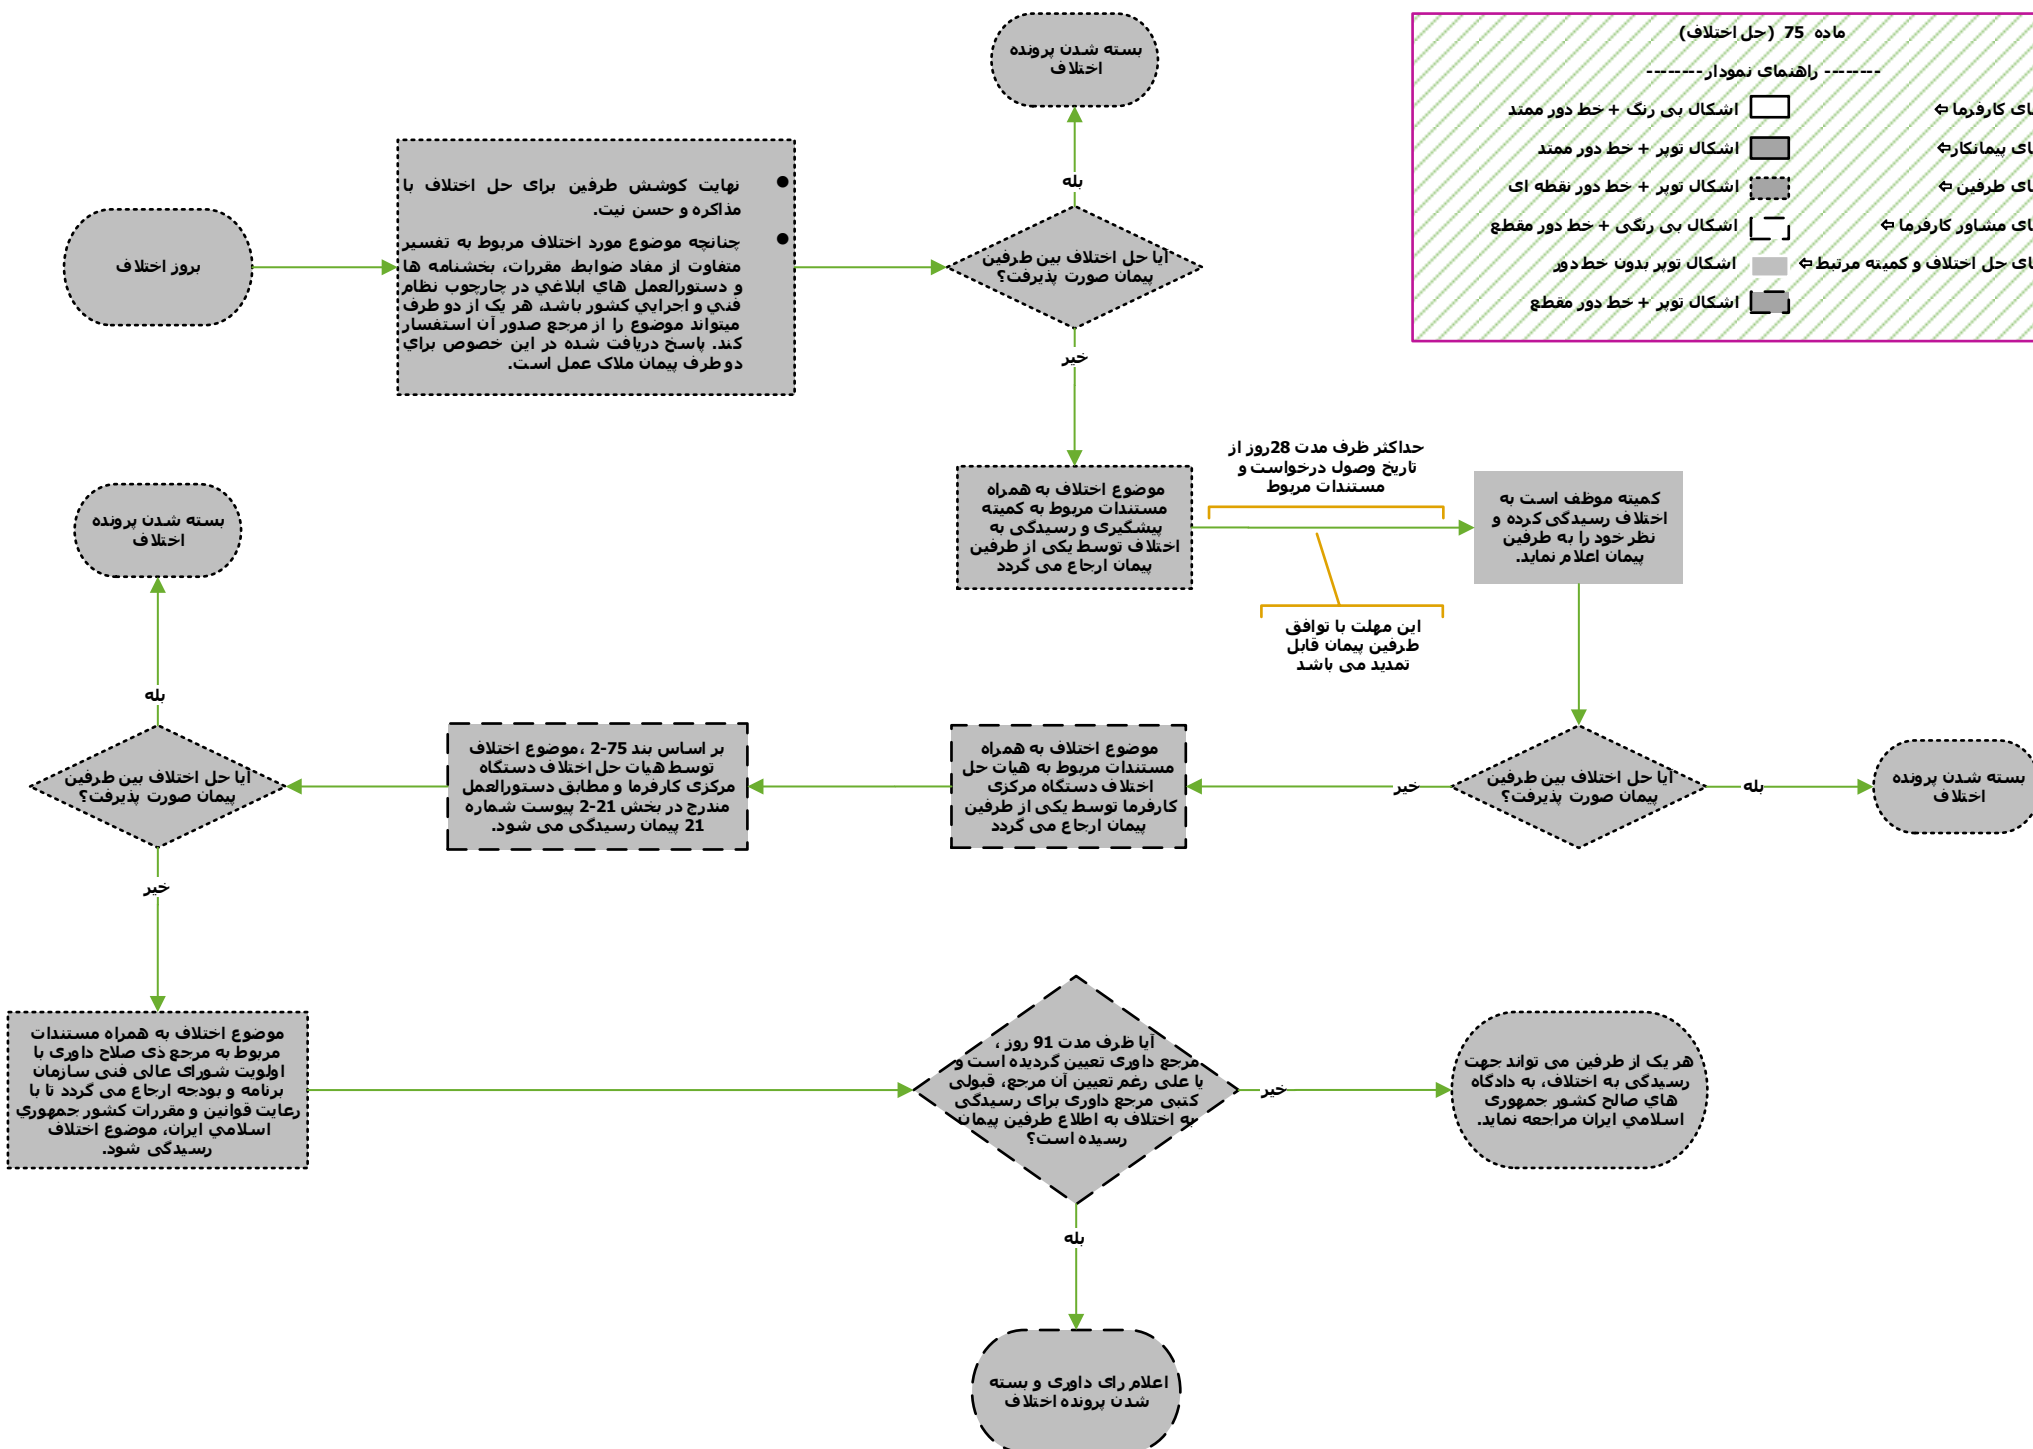 ماده 75 (حل اختلاف)
-------- راهنمای نمودار --------
کارفرما ⇦
اشکال بی رنگ + خط دور ممتد
پیمانکار⇦
اشکال توپر + خط دور ممتد
طرفین ⇦
اشکال توپر + خط دور نقطه ای
مشاور کارفرما ⇦
اشکال بی رنگی + خط دور مقطع
حل اختلاف و کمیته مرتبط ⇦
اشکال توپر بدون خط دور
اشکال توپر + خط دور مقطع
بروز اختلاف
● نهایت کوشش طرفین برای حل اختلاف با
مذاکره و حسن نیت.
● چنانچه موضوع مورد اختلاف مربوط به تفسیر
متفاوت از مفاد ضوابط، مقررات، بخشنامه ها
و دستورالعمل هاي ابلاغي در چارچوب نظام
فني و اجرايي کشور باشد، هر یک از دو طرف
میتواند موضوع را از مرجع صدور آن استفسار
کند. پاسخ دریافت شده در این خصوص براي
دو طرف پیمان ملاک عمل است.
آیا حل اختلاف بین طرفین
پیمان صورت پذیرفت؟
بله
بسته شدن پرونده
اختلاف
خیر
موضوع اختلاف به همراه
مستندات مربوط به کمیته
پیشگیری و رسیدگی به
اختلاف توسط یکی از طرفین
پیمان ارجاع می گردد
حداکثر ظرف مدت 28روز از
تاریخ وصول درخواست و
مستندات مربوط
این مهلت با توافق
طرفین پیمان قابل
تمدید می باشد
کمیته موظف است به
اختلاف رسیدگی کرده و
نظر خود را به طرفین
پیمان اعلام نماید.
آیا حل اختلاف بین طرفین
پیمان صورت پذیرفت؟
بله
بسته شدن پرونده
اختلاف
خیر
موضوع اختلاف به همراه
مستندات مربوط به هیات حل
اختلاف دستگاه مرکزی
کارفرما توسط یکی از طرفین
پیمان ارجاع می گردد
بر اساس بند 75-2 ،موضوع اختلاف
توسط هیات حل اختلاف دستگاه
مرکزی کارفرما و مطابق دستورالعمل
مندرج در بخش 21-2 پیوست شماره
21 پیمان رسیدگی می شود.
آیا حل اختلاف بین طرفین
پیمان صورت پذیرفت؟
بله
بسته شدن پرونده
اختلاف
خیر
موضوع اختلاف به همراه مستندات
مربوط به مرجع ذی صلاح داوری با
اولویت شورای عالی فنی سازمان
برنامه و بودجه ارجاع می گردد تا با
رعايت قوانين و مقررات کشور جمهوري
اسلامي ايران، موضوع اختلاف
رسیدگی شود.
آیا ظرف مدت 91 روز ،
مرجع داوری تعیین گردیده است و
یا علی رغم تعیین آن مرجع، قبولی
کتبی مرجع داوری برای رسیدگی
به اختلاف به اطلاع طرفین پیمان
رسیده است؟
خیر
هر یک از طرفین می تواند جهت
رسیدگی به اختلاف، به دادگاه
هاي صالح کشور جمهوری
اسلامي ايران مراجعه نماید.
بله
اعلام رای داوری و بسته
شدن پرونده اختلاف